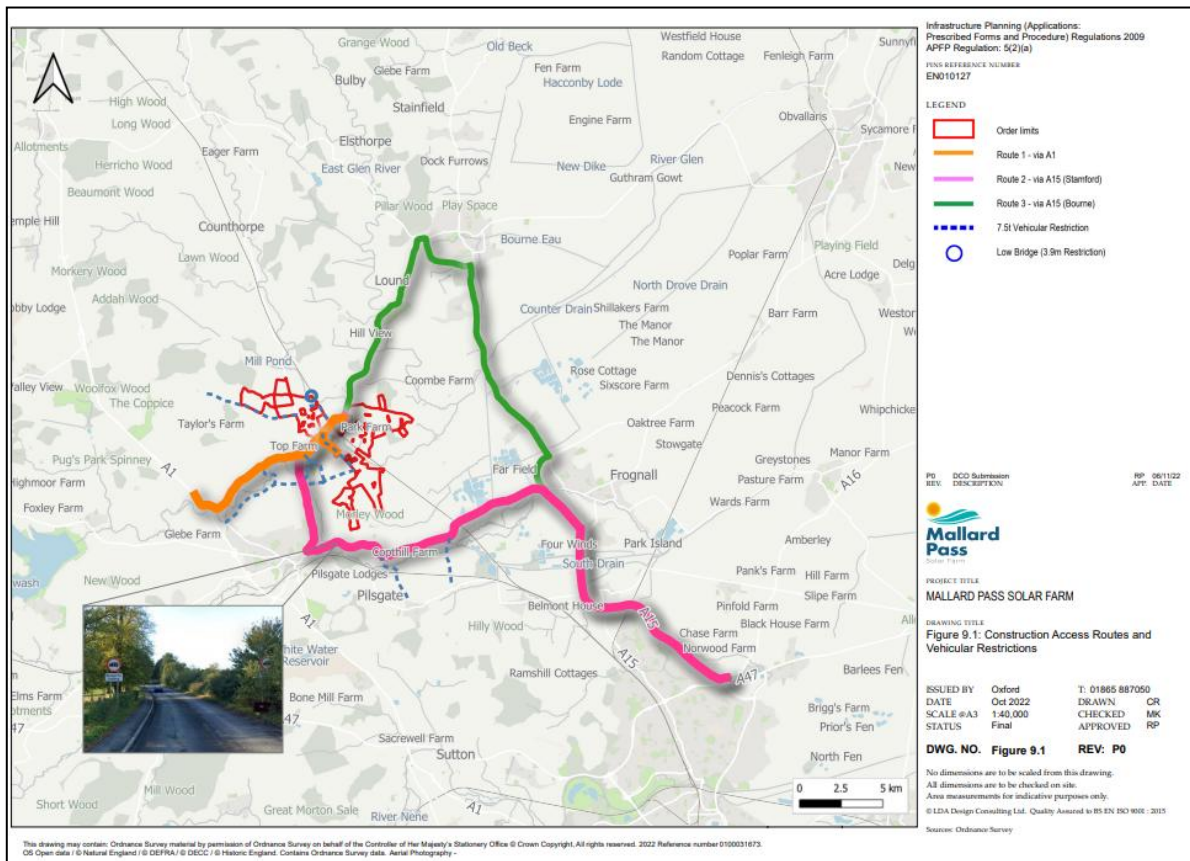 Infrastructure Planning (Applications:
Prescribed Forms and Procedure) Regulations 2009
APFP Regulation: 5(2)(a)
PINS REFERENCE NUMBER
EN010127
LEGEND
Order limits
Route 1 - via A1
Route 2 - via A15 (Stamford)
Route 3 - via A15 (Bourne)
7.5t Vehicular Restriction
Low Bridge (3.9m Restriction)
P0 DCO Submission RP 06/11/22
REV. DESCRIPTION APP. DATE
Mallard
Pass
Solar Farm
PROJECT TITLE
MALLARD PASS SOLAR FARM
DRAWING TITLE
Figure 9.1: Construction Access Routes and
Vehicular Restrictions
ISSUED BY Oxford T: 01865 887050
DATE Oct 2022 DRAWN CR
SCALE @A3 1:40,000 CHECKED MK
STATUS Final APPROVED RP
DWG. NO. Figure 9.1 REV: P0
No dimensions are to be scaled from this drawing.
All dimensions are to be checked on site.
Area measurements for indicative purposes only.
© LDA Design Consulting Ltd. Quality Assured to BS EN ISO 9001 : 2015
Sources: Ordnance Survey
Grange Wood
Old Beck
Westfield House
Glebe Farm
Fen Farm
Random Cottage
Fenleigh Farm
Sunnyfi
Bulby
Hacconby Lode
High Wood
Stainfield
Long Wood
Engine Farm
Obvallaris
Allotments
Elsthorpe
Sycamore F
Eager Farm
Dock Furrows
New Dike
River Glen
New
Herricho Wood
East Glen River
Guthram Gowt
Beaumont Wood
Pillar Wood
Play Space
emple Hill
Counthorpe
Bourne Eau
Playing Field
Lawn Wood
Poplar Farm
Morkery Wood
Delg
Addah Wood
Lound
North Drove Drain
Acre Lodge
obby Lodge
Counter Drain
Shillakers Farm
Barr Farm
Weston
The Manor
Hill View
The Manor
Mill Pond
Rose Cottage
Valley View
Woolfox Wood
Coombe Farm
Sixscore Farm
Dennis's Cottages
The Coppice
Peacock Farm
Whipchicke
Taylor's Farm
Park Farm
Oaktree Farm
Top Farm
Stowgate
Manor Farm
A1
Greystones
Pug's Park Spinney
Far Field
Frognall
Pasture Farm
A16
Highmoor Farm
Wards Farm
Foxley Farm
Morley Wood
Glebe Farm
Copthill Farm
Four Winds
Park Island
Amberley
South Drain
New Wood
Pilsgate Lodges
Pank's Farm
Hill Farm
Pilsgate
Slipe Farm
Belmont House
Pinfold Farm
A15
Black House Farm
A1
Hilly Wood
Chase Farm
Norwood Farm
White Water
Reservoir
A15
Ramshill Cottages
A47
Barlees Fen
Elms Farm
Bone Mill Farm
Brigg's Farm
A47
Prior's Fen
Sacrewell Farm
Sutton
North Fen
Short Wood
Mill Wood
A1
0 2.5 5 km
Great Morton Sale
River Nene
This drawing may contain: Ordnance Survey material by permission of Ordnance Survey on behalf of the Controller of Her Majesty's Stationery Office © Crown Copyright, All rights reserved. 2022 Reference number 0100031673.
OS Open data / © Natural England / © DEFRA / © DECC / © Historic England. Contains Ordnance Survey data. Aerial Photography -